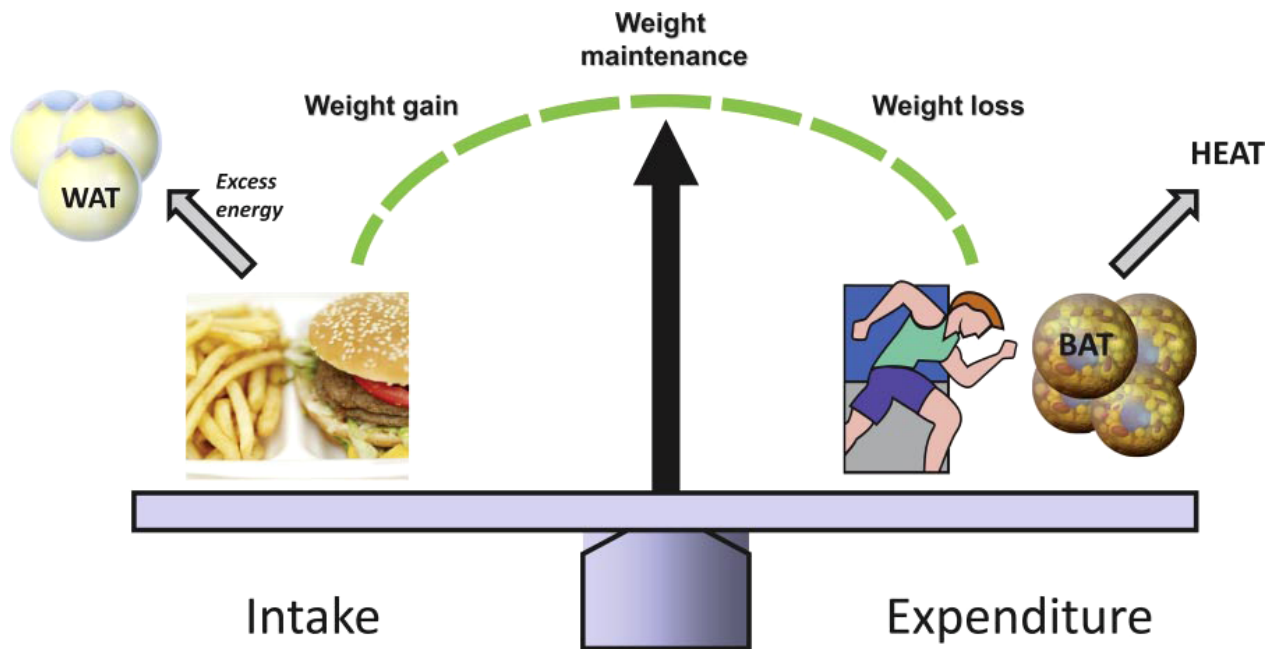 Weight
maintenance
Weight gain
Weight loss
HEAT
WAT
Excess
energy
BAT
Intake
Expenditure